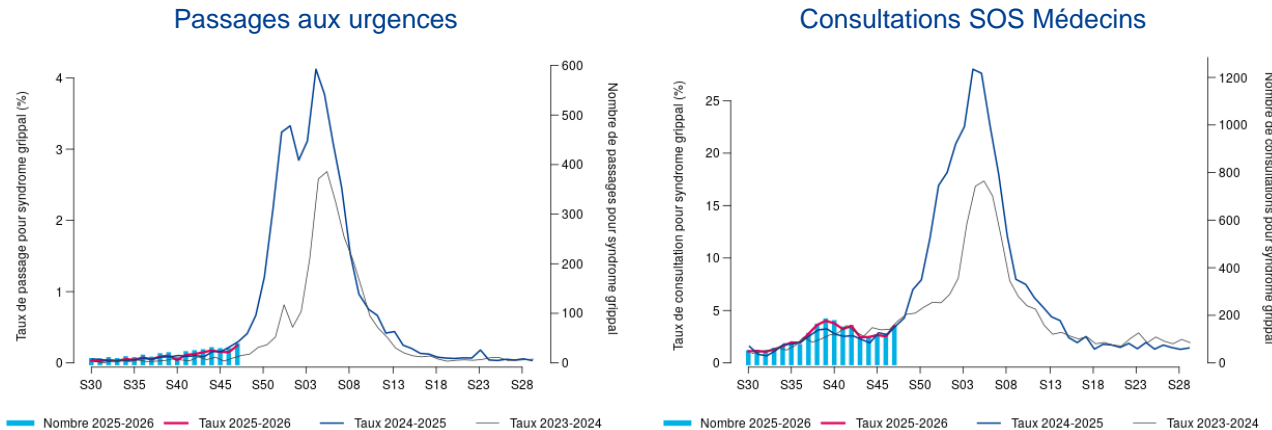 Passages aux urgences
Taux de passage pour syndrome grippal (%)
4
3
2
1
0
600
500
400
300
200
100
0
Nombre de passages pour syndrome grippal
S30 S35 S40 S45 S50 S03 S08 S13 S18 S23 S28
Nombre 2025-2026 Taux 2025-2026 Taux 2024-2025 Taux 2023-2024
Consultations SOS Médecins
Taux de consultation pour syndrome grippal (%)
25
20
15
10
5
0
1200
1000
800
600
400
200
0
Nombre de consultations pour syndrome grippal
S30 S35 S40 S45 S50 S03 S08 S13 S18 S23 S28
Nombre 2025-2026 Taux 2025-2026 Taux 2024-2025 Taux 2023-2024